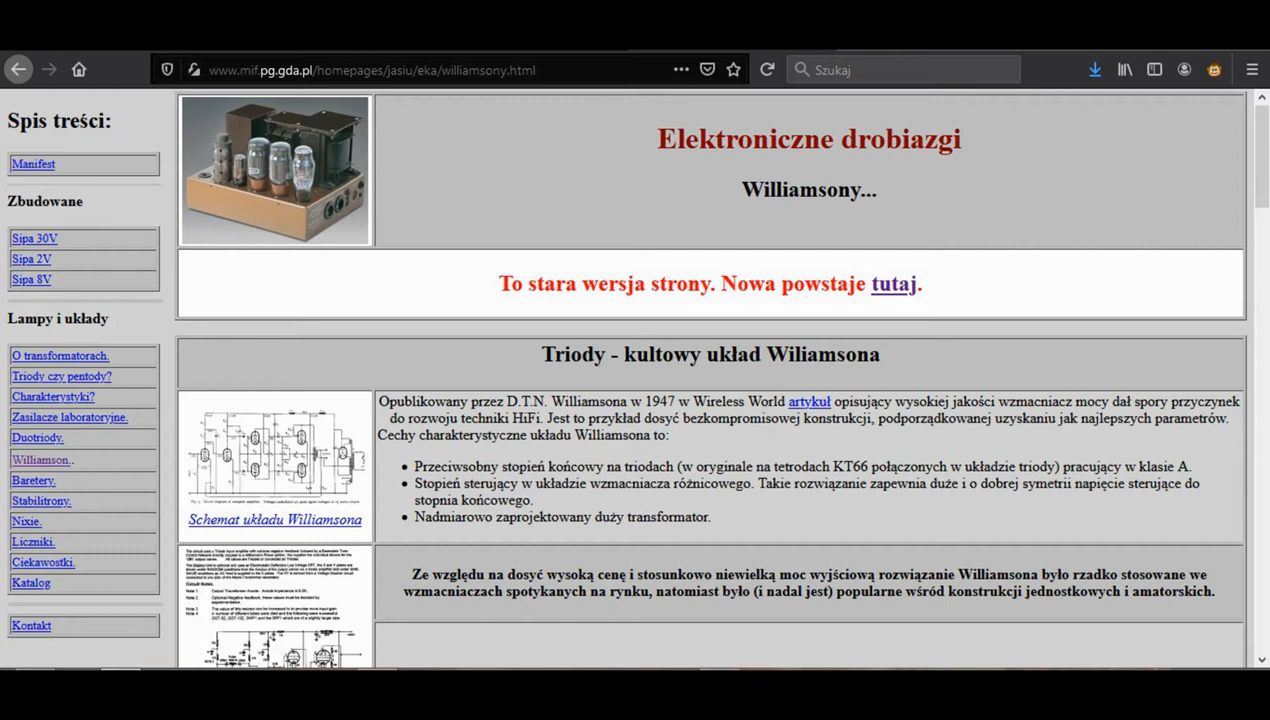 www.mif.pg.gda.pl/homepages/jasiu/eka/williamsony.html
Szukaj
Spis treści:
Manifest
Zbudowane
Sipa 30V
Sipa 2V
Sipa 8V
Lampy i układy
O transformatorach.
Triody czy pentody?
Charakterystyki?
Zasilacze laboratoryjne.
Duotriody.
Williamson..
Baretery.
Stabilitrony.
Nixie.
Liczniki.
Ciekawostki.
Katalog
Kontakt
Elektroniczne drobiazgi
Williamsony...
To stara wersja strony. Nowa powstaje tutaj.
Triody - kultowy układ Wiliamsona
Schemat układu Williamsona
Opublikowany przez D.T.N. Williamsona w 1947 w Wireless World artykuł opisujący wysokiej jakości wzmacniacz mocy dał spory przyczynek
do rozwoju techniki HiFi. Jest to przykład dosyć bezkompromisowej konstrukcji, podporządkowanej uzyskaniu jak najlepszych parametrów.
Cechy charakterystyczne układu Williamsona to:
• Przeciwsobny stopień końcowy na triodach (w oryginale na tetrodach KT66 połączonych w układzie triody) pracujący w klasie A.
• Stopień sterujący w układzie wzmacniacza różnicowego. Takie rozwiązanie zapewnia duże i o dobrej symetrii napięcie sterujące do
stopnia końcowego.
• Nadmiarowo zaprojektowany duży transformator.
Ze względu na dosyć wysoką cenę i stosunkowo niewielką moc wyjściową rozwiązanie Williamsona było rzadko stosowane we
wzmacniaczach spotykanych na rynku, natomiast było (i nadal jest) popularne wśród konstrukcji jednostkowych i amatorskich.